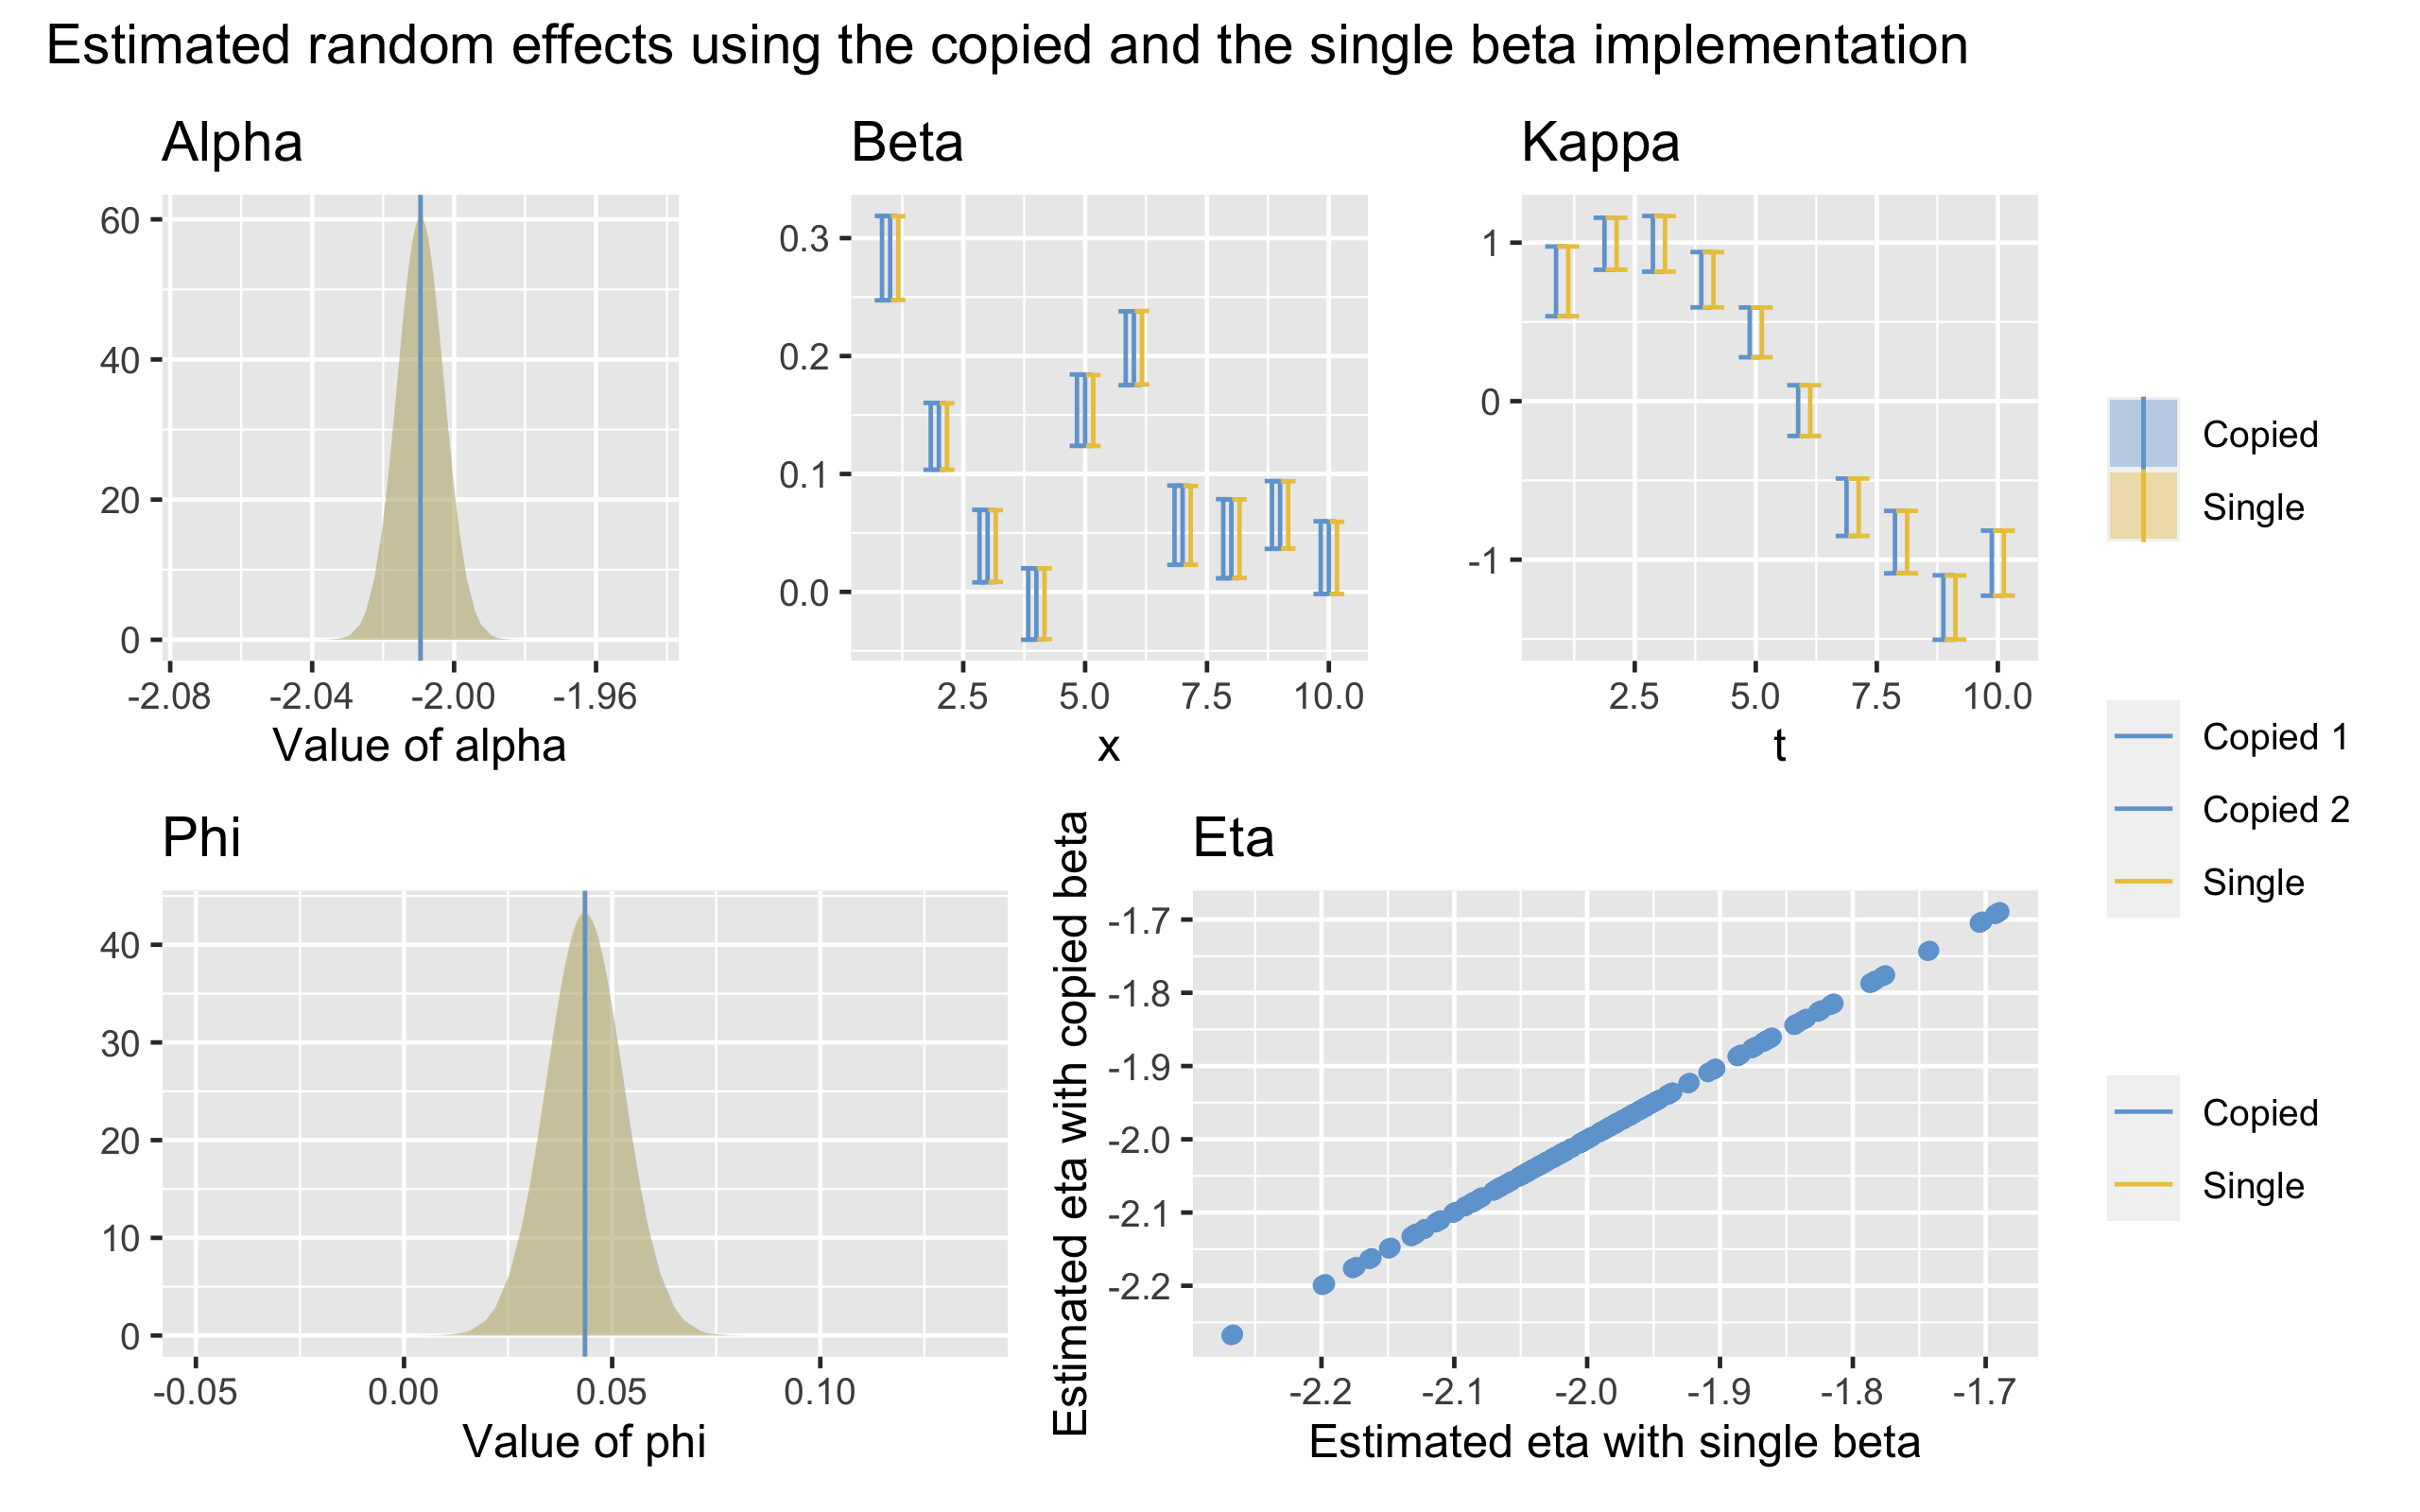 Estimated random effects using the copied and the single beta implementation
Alpha
60
40
20
0
-2.08 -2.04 -2.00 -1.96
Value of alpha
Beta
0.3
0.2
0.1
0.0
2.5 5.0 7.5 10.0
x
Kappa
1
0
-1
2.5 5.0 7.5 10.0
t
Copied
Single
Copied 1
Copied 2
Single
Copied
Single
Phi
40
30
20
10
0
-0.05 0.00 0.05 0.10
Value of phi
Eta
Estimated eta with copied beta
-1.7
-1.8
-1.9
-2.0
-2.1
-2.2
-2.2 -2.1 -2.0 -1.9 -1.8 -1.7
Estimated eta with single beta